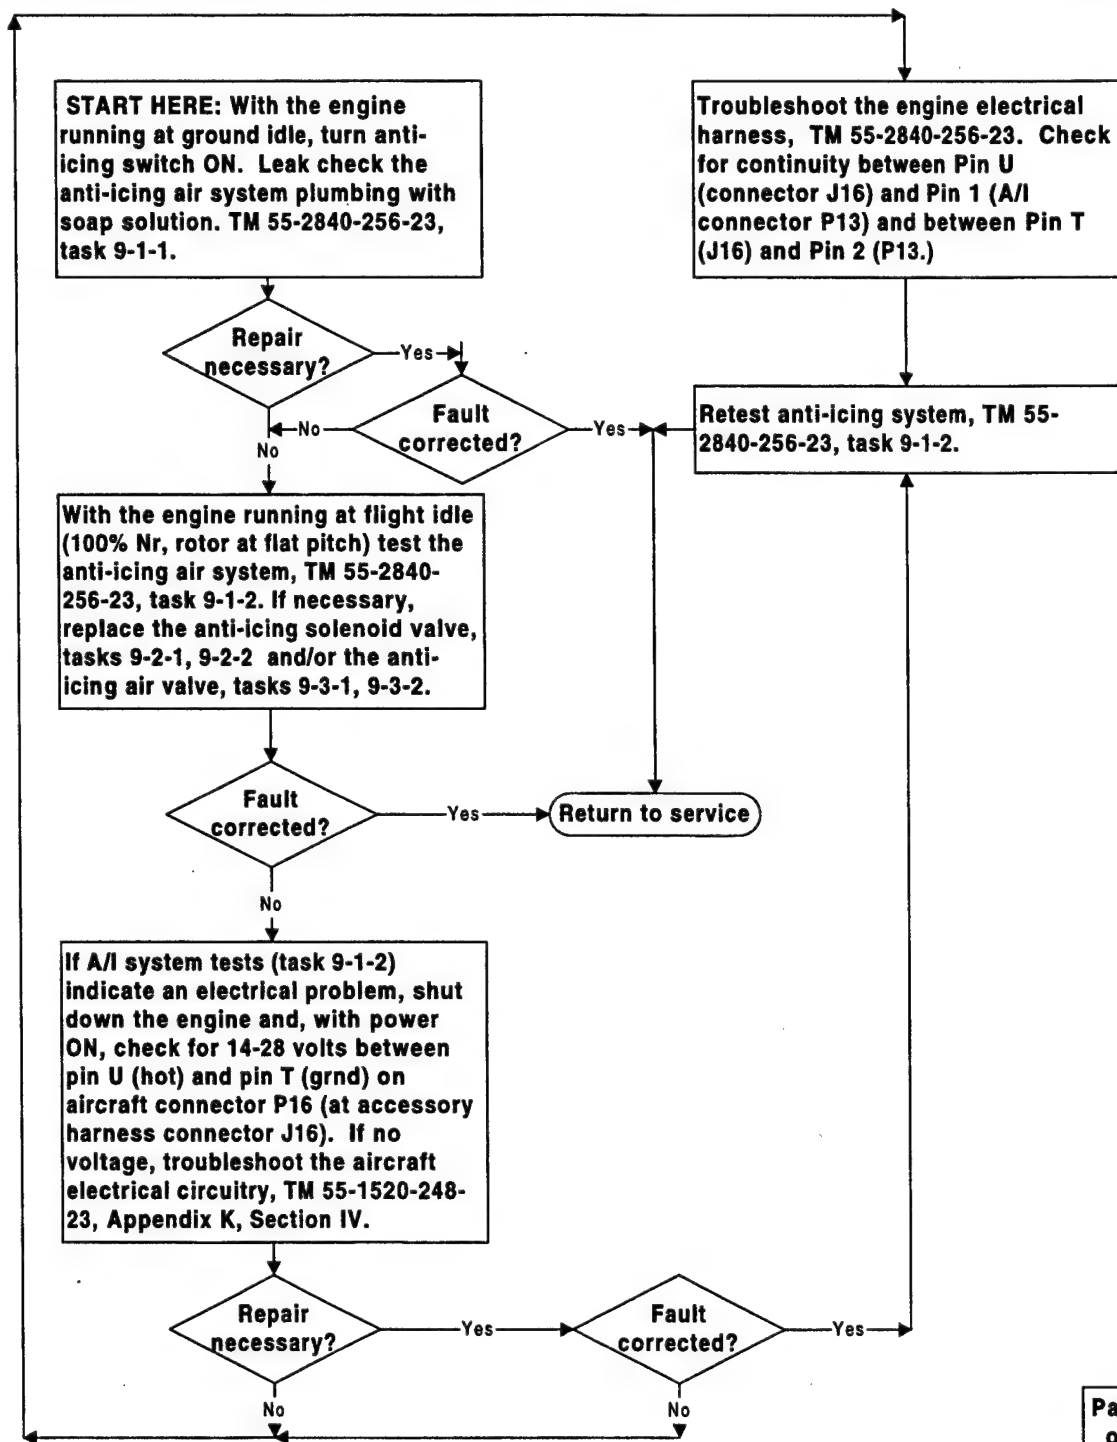 START HERE: With the engine
running at ground idle, turn anti-
icing switch ON. Leak check the
anti-icing air system plumbing with
soap solution. TM 55-2840-256-23,
task 9-1-1.
Repair
necessary?
Yes
No
Fault
corrected?
No
Yes
With the engine running at flight idle
(100% Nr, rotor at flat pitch) test the
anti-icing air system, TM 55-2840-
256-23, task 9-1-2. If necessary,
replace the anti-icing solenoid valve,
tasks 9-2-1, 9-2-2 and/or the anti-
icing air valve, tasks 9-3-1, 9-3-2.
Fault
corrected?
Yes
Return to service
No
If A/I system tests (task 9-1-2)
indicate an electrical problem, shut
down the engine and, with power
ON, check for 14-28 volts between
pin U (hot) and pin T (grnd) on
aircraft connector P16 (at accessory
harness connector J16). If no
voltage, troubleshoot the aircraft
electrical circuitry, TM 55-1520-248-
23, Appendix K, Section IV.
Repair
necessary?
Yes
No
Fault
corrected?
Yes
No
Troubleshoot the engine electrical
harness, TM 55-2840-256-23. Check
for continuity between Pin U
(connector J16) and Pin 1 (A/I
connector P13) and between Pin T
(J16) and Pin 2 (P13.)
Retest anti-icing system, TM 55-
2840-256-23, task 9-1-2.
Pa